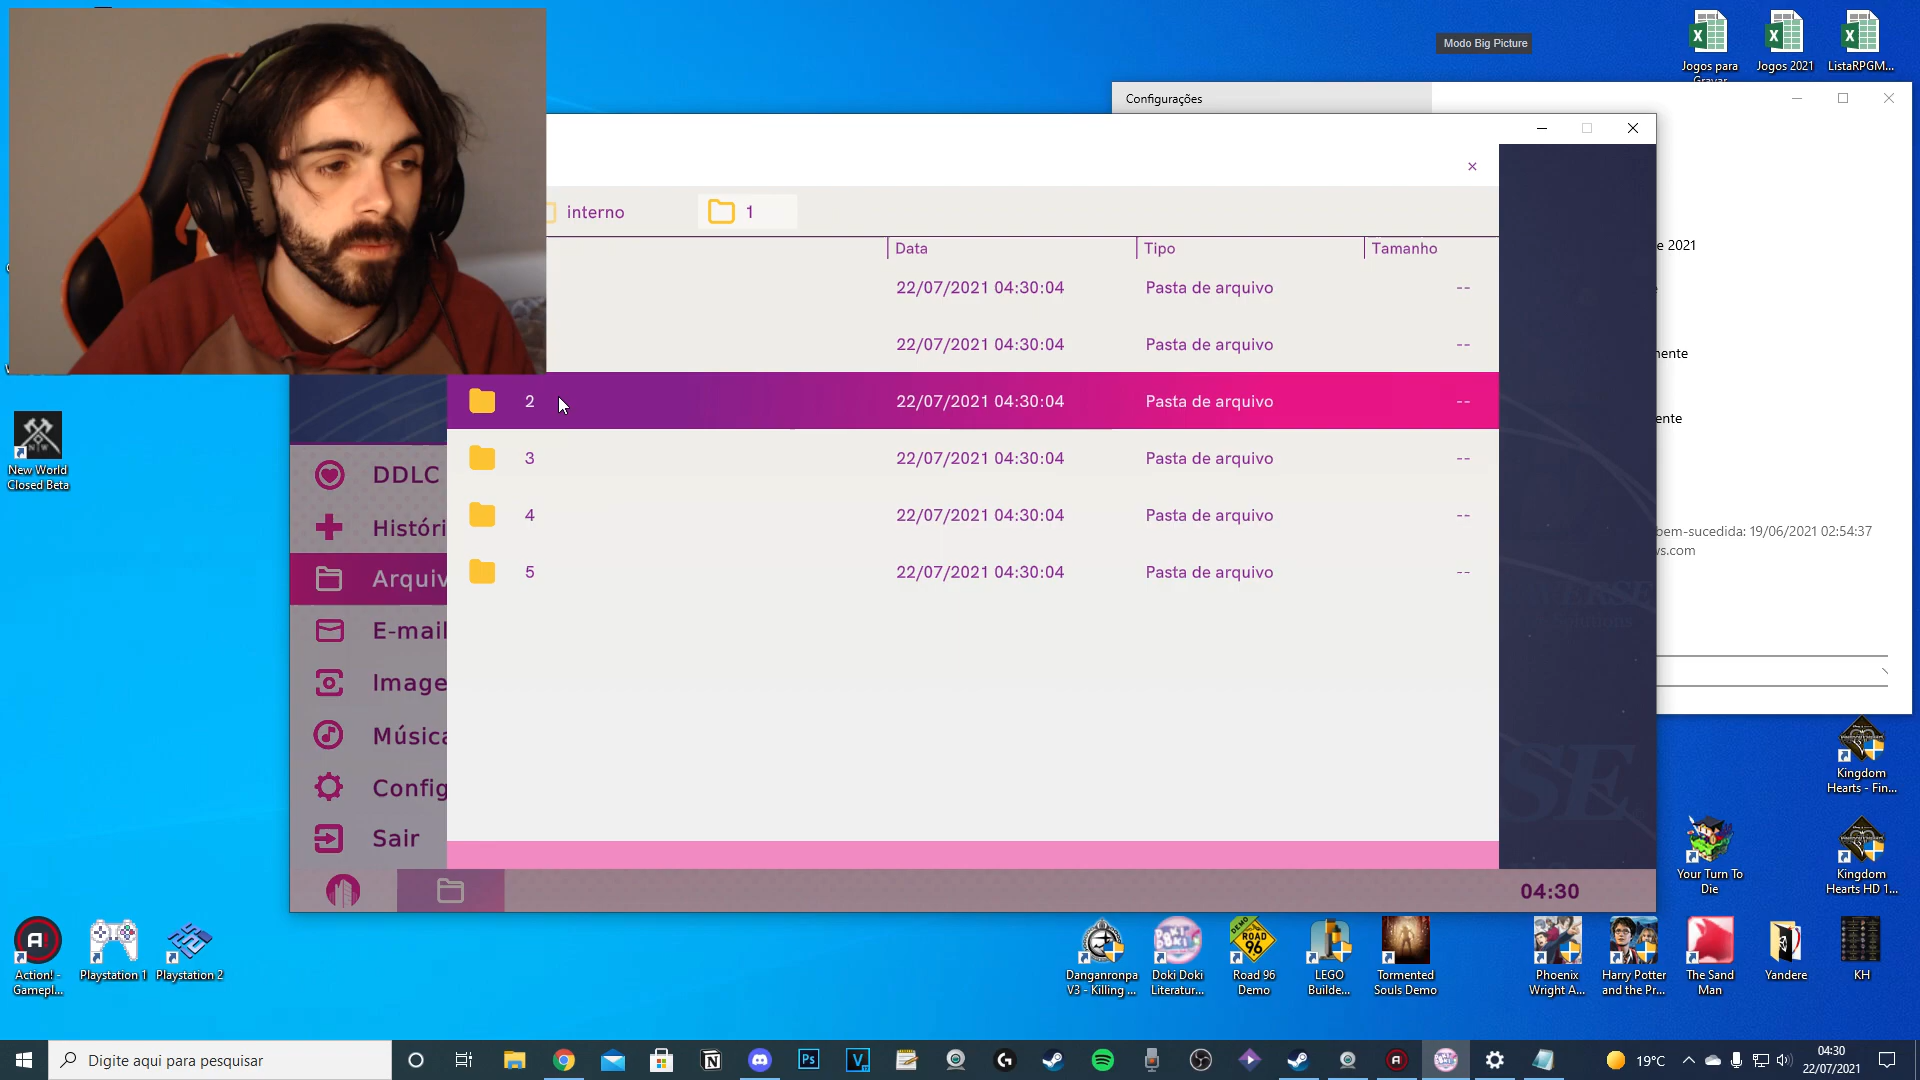 Modo Big Picture
Jogos para
Gravar
Jogos 2021
ListaRPGM...
Configurações
interno
1
Data
Tipo
Tamanho
22/07/2021 04:30:04
Pasta de arquivo
--
22/07/2021 04:30:04
Pasta de arquivo
--
2
22/07/2021 04:30:04
Pasta de arquivo
--
3
22/07/2021 04:30:04
Pasta de arquivo
--
4
22/07/2021 04:30:04
Pasta de arquivo
--
5
22/07/2021 04:30:04
Pasta de arquivo
--
e 2021
mente
ente
bem-sucedida: 19/06/2021 02:54:37
vs.com
DDLC
Históri
Arquiv
E-mail
Image
Música
Config
Sair
04:30
New World
Closed Beta
Kingdom
Hearts - Fin...
Your Turn To
Die
Kingdom
Hearts HD 1...
Action! -
Gamepl...
Playstation 1
Playstation 2
Danganronpa
V3 - Killing ...
Doki Doki
Literatur...
Road 96
Demo
LEGO
Builde...
Tormented
Souls Demo
Phoenix
Wright A...
Harry Potter
and the Pr...
The Sand
Man
Yandere
KH
Digite aqui para pesquisar
19°C
04:30
22/07/2021